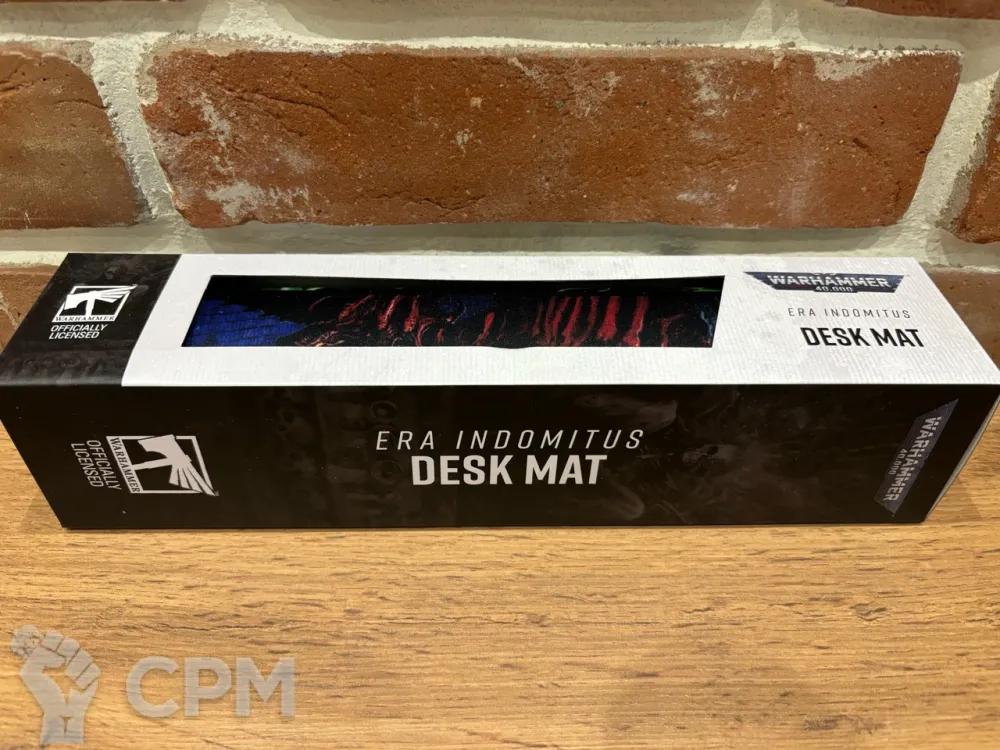 WARHAMMER
OFFICIALLY
LICENSED
WARHAMMER
40,000
ERA INDOMITUS
DESK MAT
WARHAMMER
OFFICIALLY
LICENSED
ERA INDOMITUS
DESK MAT
WARHAMMER
40,000
CPM